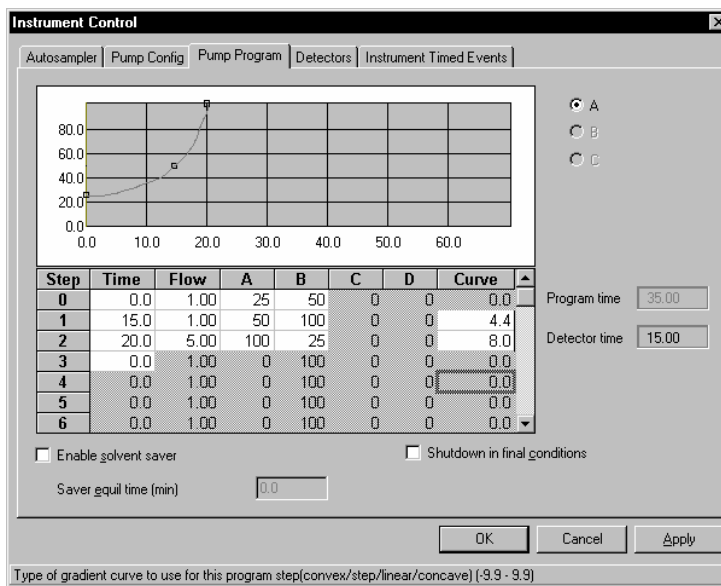 Instrument Control
Autosampler Pump Config Pump Program Detectors Instrument Timed Events
80.0
60.0
40.0
20.0
0.0
0.0 10.0 20.0 30.0 40.0 50.0 60.0
A
B
C
Step Time Flow A B C D Curve
0 0.0 1.00 25 50 0 0 0.0
1 15.0 1.00 50 100 0 0 4.4
2 20.0 5.00 100 25 0 0 8.0
3 0.0 1.00 0 100 0 0 0.0
4 0.0 1.00 0 100 0 0 0.0
5 0.0 1.00 0 100 0 0 0.0
6 0.0 1.00 0 100 0 0 0.0
Program time 35.00
Detector time 15.00
Enable solvent saver
Shutdown in final conditions
Saver equil time (min) 0.0
OK Cancel Apply
Type of gradient curve to use for this program step(convex/step/linear/concave) (-9.9 - 9.9)